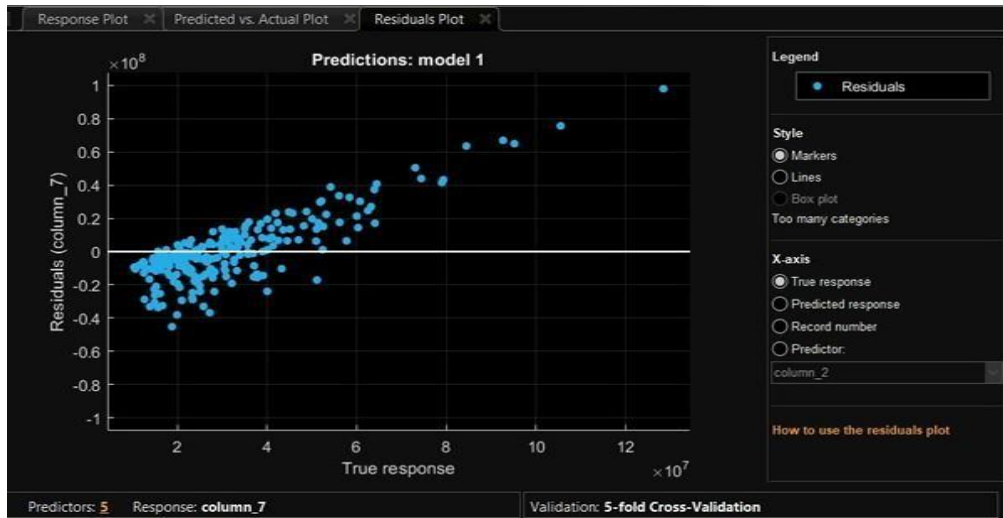 Response Plot × Predicted vs. Actual Plot × Residuals Plot ×
Predictions: model 1
×10⁸
1
0.8
0.6
0.4
0.2
0
-0.2
-0.4
-0.6
-0.8
-1
Residuals (column_7)
2 4 6 8 10 12
True response ×10⁷
Legend
Residuals
Style
Markers
Lines
Box plot
Too many categories
X-axis
True response
Predicted response
Record number
Predictor:
column_2
How to use the residuals plot
Predictors: 5 Response: column_7 Validation: 5-fold Cross-Validation